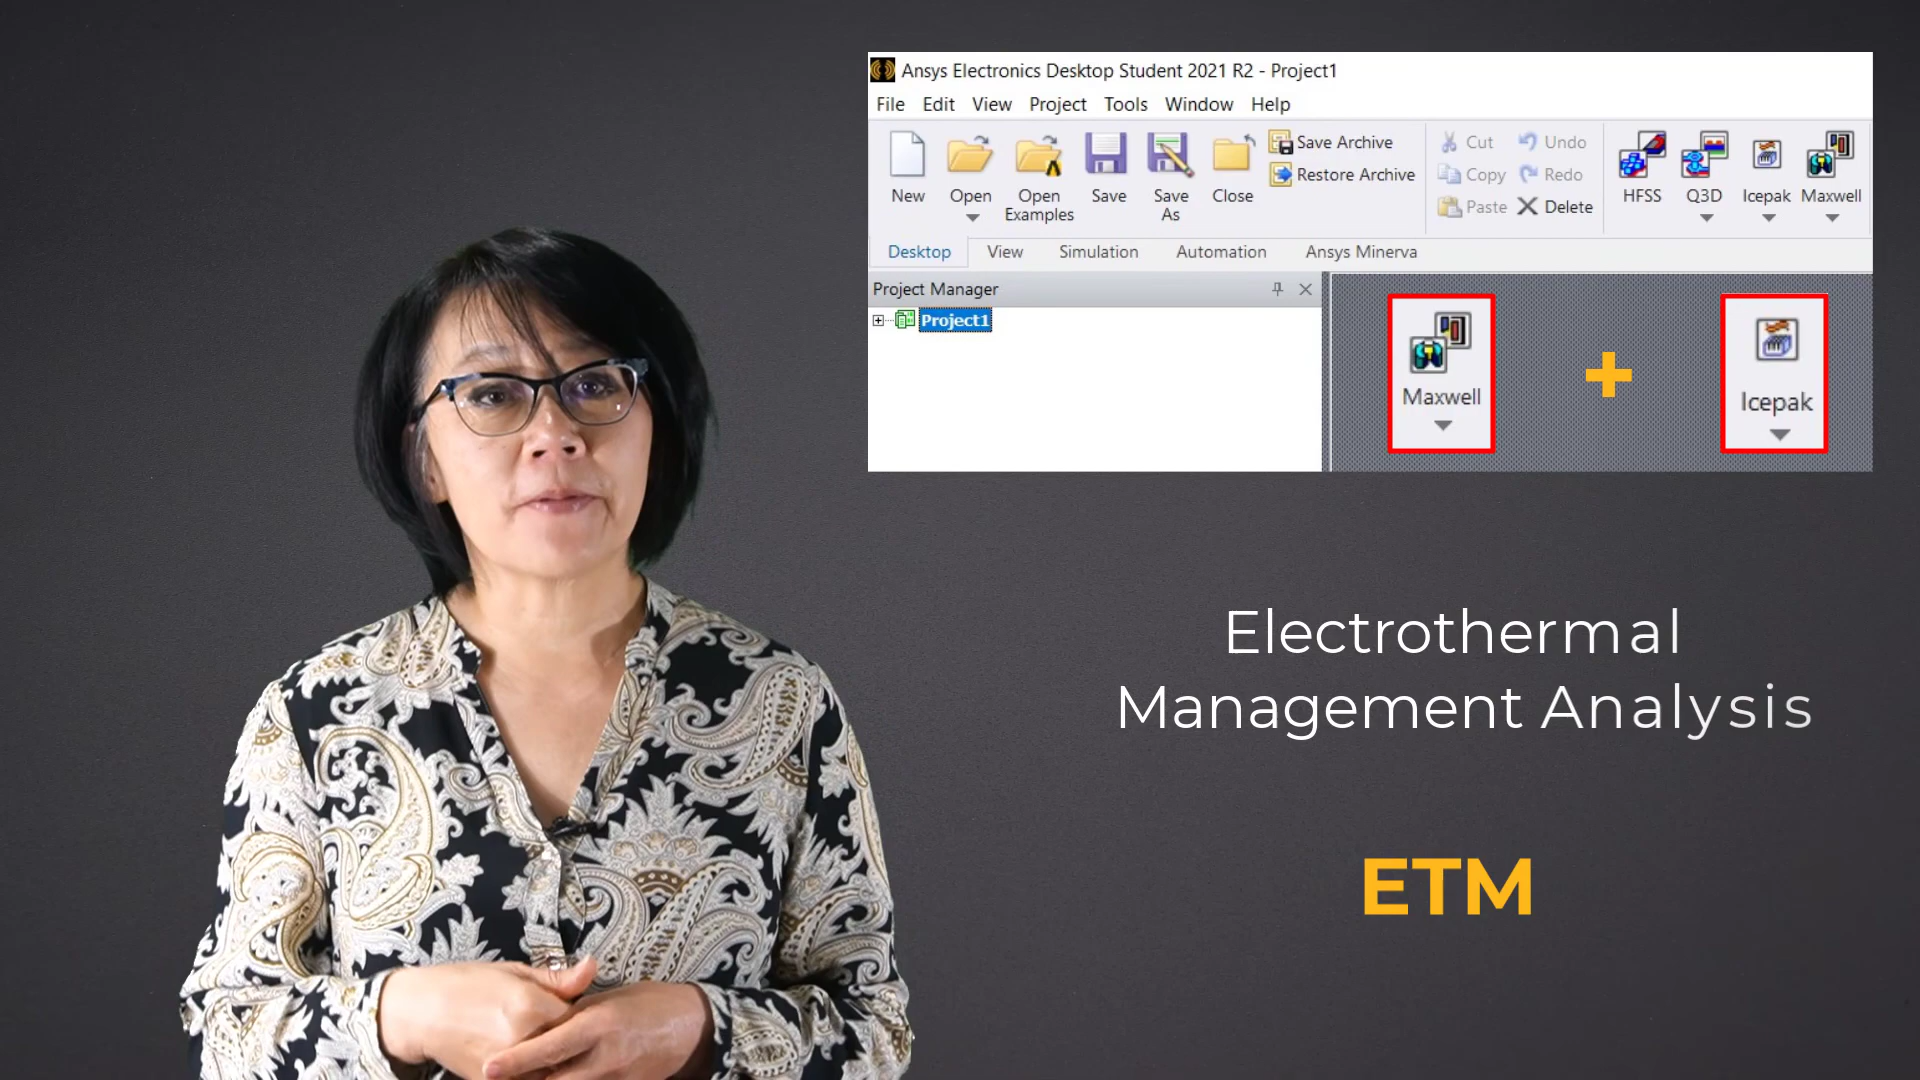 Ansys Electronics Desktop Student 2021 R2 - Project1
File Edit View Project Tools Window Help
New
Open
Open
Examples
Save
Save
As
Close
Save Archive
Restore Archive
Cut
Copy
Paste
Undo
Redo
Delete
HFSS
Q3D
Icepak
Maxwell
Desktop View Simulation Automation Ansys Minerva
Project Manager
Project1
Maxwell
+
Icepak
Electrothermal
Management Analysis
ETM